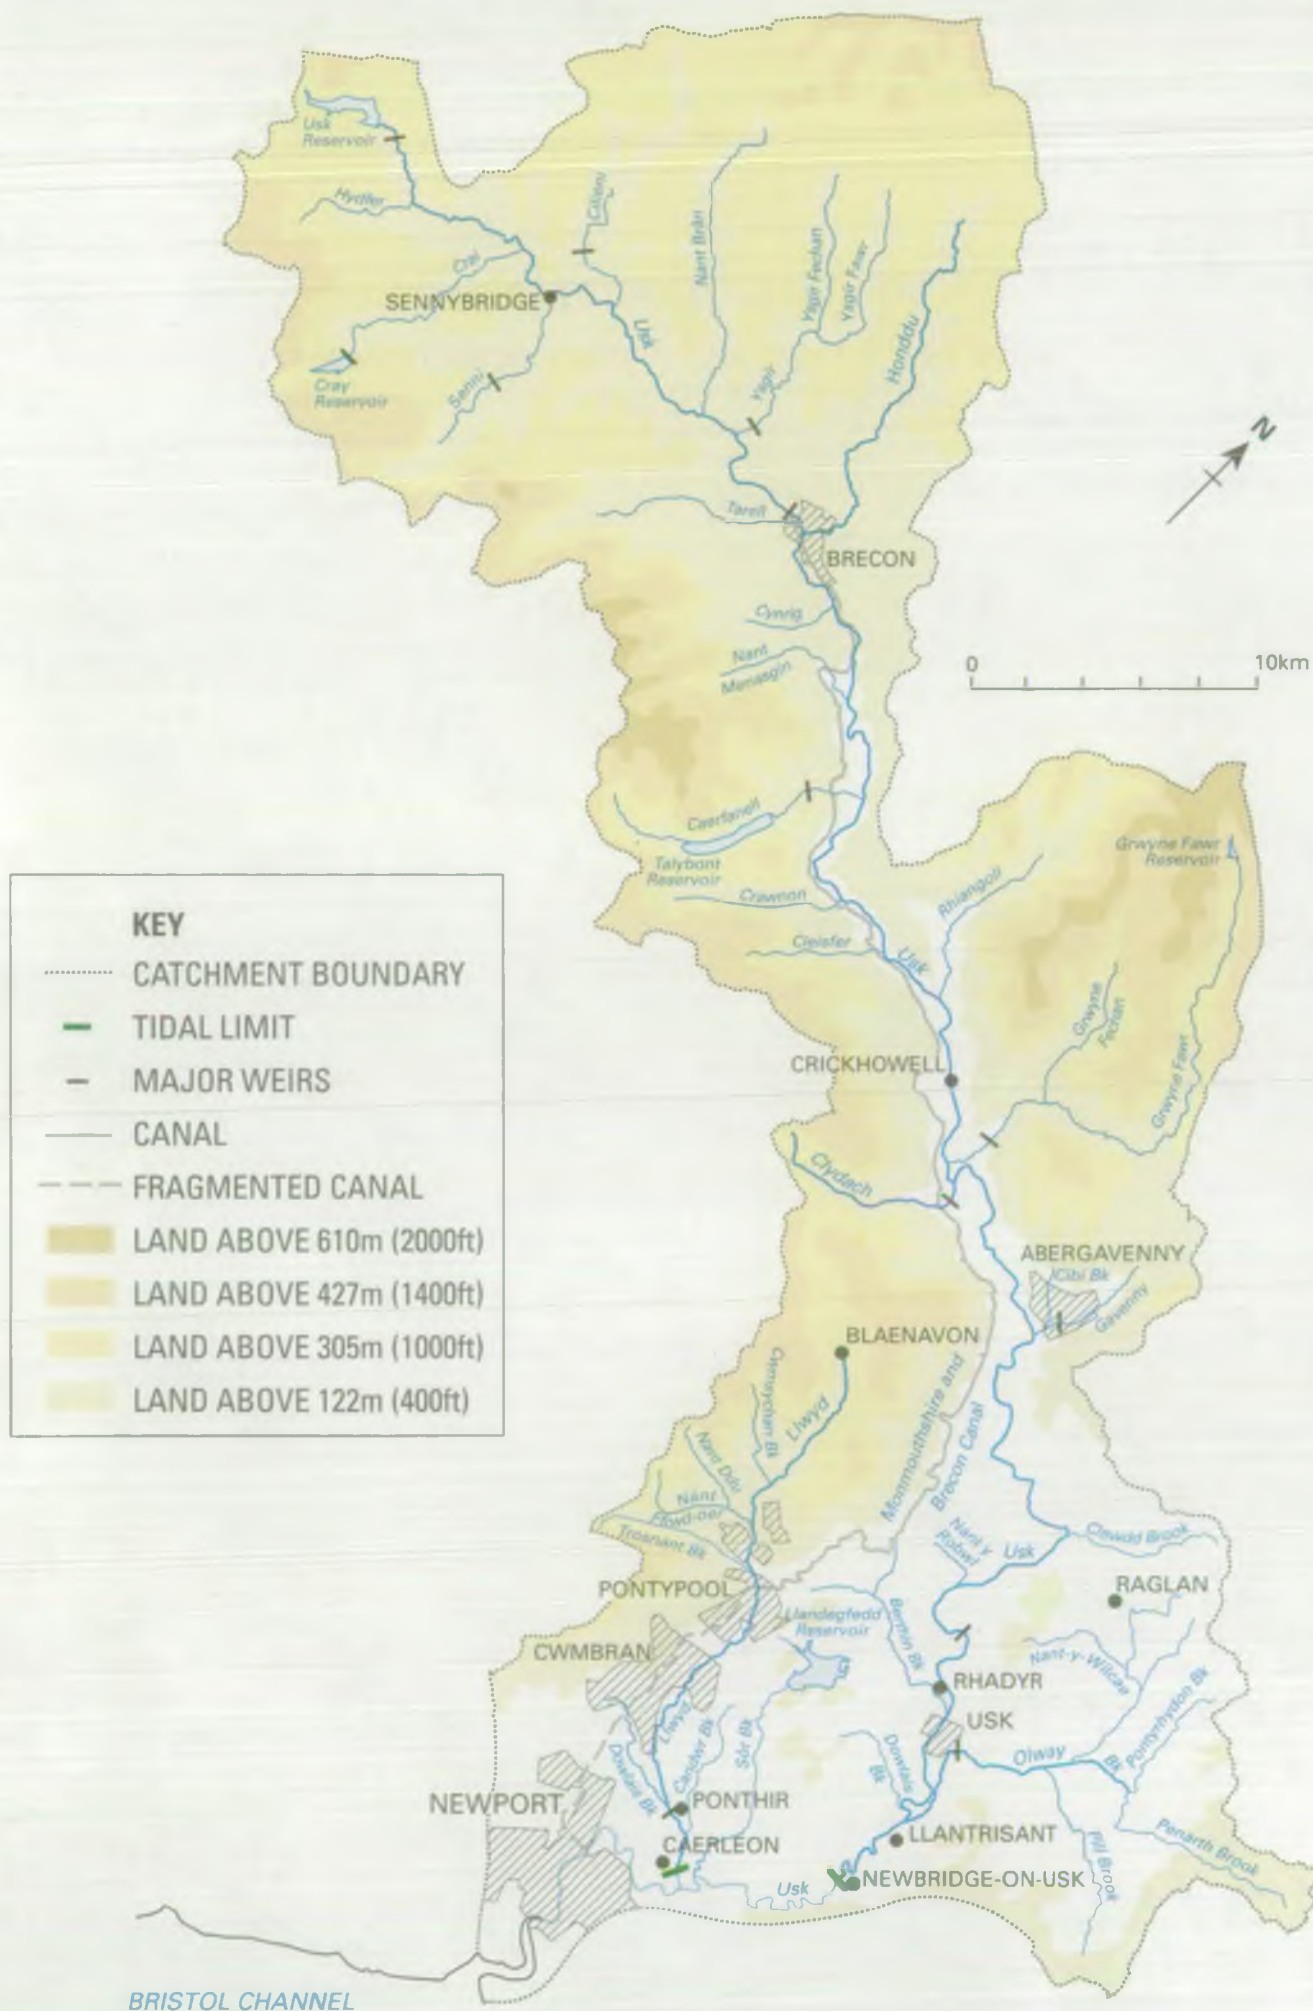 Usk
Reservoir
Hydfer
Cilieni
Nant Brân
Ysgir Fechan
Ysgir Fawr
Crai
SENNYBRIDGE
Usk
Honddu
Cray
Reservoir
Senni
Ysgir
N
Tarell
BRECON
Cynrig
Nant
Menasgin
0
10km
Caerfanell
Talybont
Reservoir
Grwyne Fawr
Reservoir
Rhiangoll
Crawnon
Cleisfer
Usk
KEY
CATCHMENT BOUNDARY
TIDAL LIMIT
MAJOR WEIRS
CANAL
FRAGMENTED CANAL
LAND ABOVE 610m (2000ft)
LAND ABOVE 427m (1400ft)
LAND ABOVE 305m (1000ft)
LAND ABOVE 122m (400ft)
Grwyne
Fechan
CRICKHOWELL
Grwyne Fawr
Clydach
ABERGAVENNY
Cibi Bk
Gavenny
BLAENAVON
Cwmsychan Bk
Llwyd
Monmouthshire and
Brecon Canal
Nant Ddu
Nant
Ffrwd-oer
Trosnant Bk
Nant y
Robwl
Usk
Clawdd Brook
PONTYPOOL
RAGLAN
Llandegfedd
Reservoir
Berthin Bk
CWMBRAN
Nant-y-Wilcae
RHADYR
Pontyrhydon Bk
USK
Llwyd
Candwr Bk
Sôr Bk
Dowlais
Bk
Olway
Bk
Dowlais Bk
NEWPORT
PONTHIR
LLANTRISANT
CAERLEON
Pill Brook
Penarth Brook
Usk
NEWBRIDGE-ON-USK
BRISTOL CHANNEL